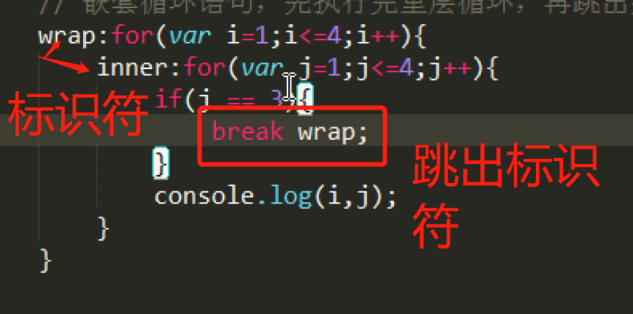 // 嵌套循环语句，先执行完里层循环，再跳出
wrap:for(var i=1;i<=4;i++){
inner:for(var j=1;j<=4;j++){
标识符
if(j == 3){
break wrap;
}
跳出标识
符
console.log(i,j);
}
}